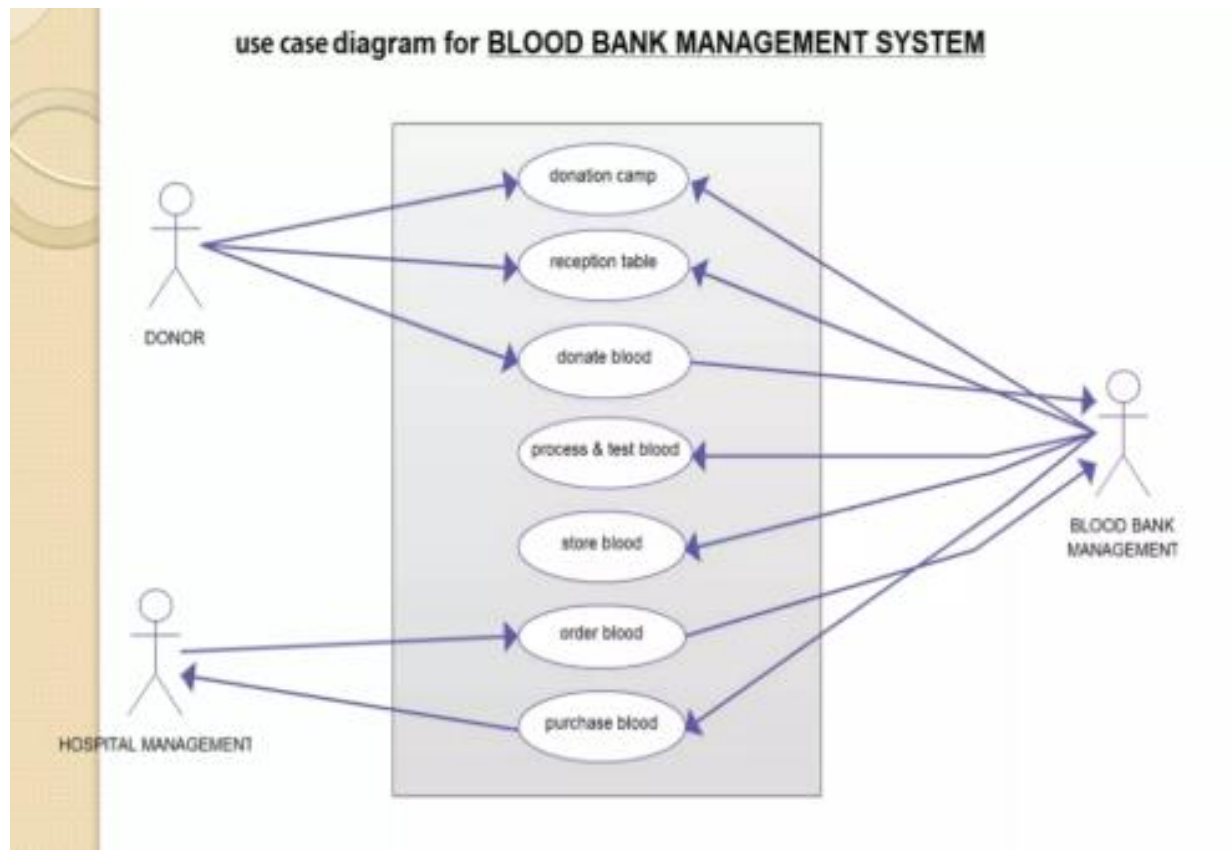 use case diagram for BLOOD BANK MANAGEMENT SYSTEM
donation camp
reception table
DONOR
donate blood
process & test blood
BLOOD BANK
MANAGEMENT
store blood
order blood
purchase blood
HOSPITAL MANAGEMENT